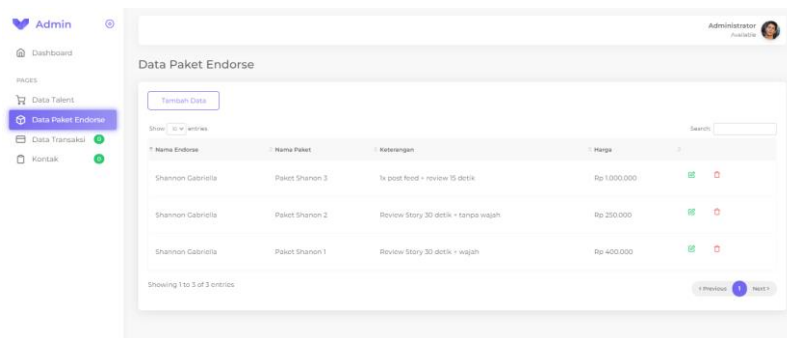 Admin
Dashboard
PAGES
Data Talent
Data Paket Endorse
Data Transaksi 0
Kontak 0
Administrator
Available
Data Paket Endorse
Tambah Data
Show 10 entries
Search:
Nama Endorse Nama Paket Keterangan Harga
Shannon Gabriella Paket Shanon 3 1x post feed + review 15 detik Rp 1.000.000
Shannon Gabriella Paket Shanon 2 Review Story 30 detik + tanpa wajah Rp 250.000
Shannon Gabriella Paket Shanon 1 Review Story 30 detik + wajah Rp 400.000
Showing 1 to 3 of 3 entries
Previous 1 Next